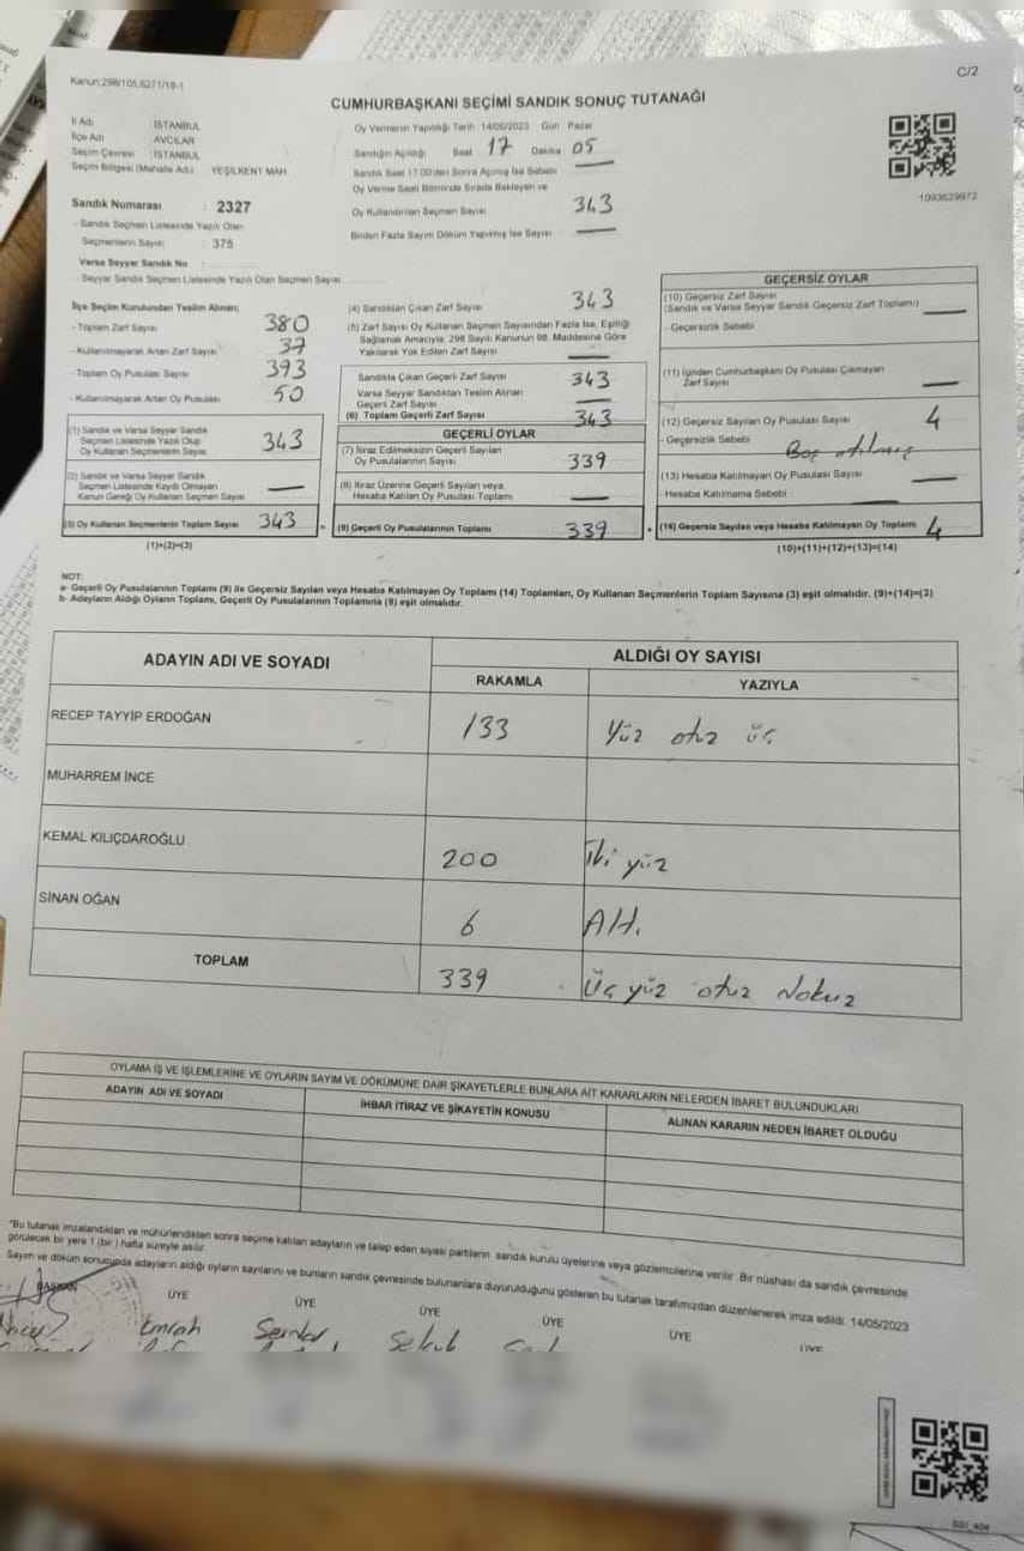 Kanun:298/105,6271/18-1
C/2
CUMHURBAŞKANI SEÇİMİ SANDIK SONUÇ TUTANAĞI
İl Adı : İSTANBUL
İlçe Adı : AVCILAR
Seçim Çevresi : İSTANBUL
Seçim Bölgesi (Mahalle Adı) : YEŞİLKENT MAH
Sandık Numarası : 2327
- Sandık Seçmen Listesinde Yazılı Olan
Seçmenlerin Sayısı : 375
Varsa Seyyar Sandık No :
- Seyyar Sandık Seçmen Listesinde Yazılı Olan Seçmen Sayısı
Oy Vermenin Yapıldığı Tarih 14/05/2023 Gün Pazar
Sandığın Açıldığı Saat 17 Dakika 05
Sandık Saat 17.00'den Sonra Açılmış İse Sebebi
Oy Verme Saati Bitiminde Sırada Bekleyen ve
Oy Kullandırılan Seçmen Sayısı 343
Birden Fazla Sayım Döküm Yapılmış İse Sayısı —
1093629972
İlçe Seçim Kurulundan Teslim Alınan;
- Toplam Zarf Sayısı 380
- Kullanılmayarak Artan Zarf Sayısı 37
- Toplam Oy Pusulası Sayısı 393
- Kullanılmayarak Artan Oy Pusulası 50
(1) Sandık ve Varsa Seyyar Sandık
Seçmen Listesinde Yazılı Olup
Oy Kullanan Seçmenlerin Sayısı 343
(2) Sandık ve Varsa Seyyar Sandık
Seçmen Listesinde Kaydı Olmayan
Kanun Gereği Oy Kullanan Seçmen Sayısı —
(3) Oy Kullanan Seçmenlerin Toplam Sayısı 343
(1)+(2)=(3)
(4) Sandıktan Çıkan Zarf Sayısı 343
(5) Zarf Sayısı Oy Kullanan Seçmen Sayısından Fazla İse, Eşitliği
Sağlamak Amacıyla, 298 Sayılı Kanunun 98. Maddesine Göre
Yakılarak Yok Edilen Zarf Sayısı —
Sandıkta Çıkan Geçerli Zarf Sayısı 343
Varsa Seyyar Sandıktan Teslim Alınan
Geçerli Zarf Sayısı —
(6) Toplam Geçerli Zarf Sayısı 343
GEÇERLİ OYLAR
(7) İtiraz Edilmeksizin Geçerli Sayılan
Oy Pusulalarının Sayısı 339
(8) İtiraz Üzerine Geçerli Sayılan veya
Hesaba Katılan Oy Pusulası Toplamı —
(9) Geçerli Oy Pusulalarının Toplamı 339
GEÇERSİZ OYLAR
(10) Geçersiz Zarf Sayısı
(Sandık ve Varsa Seyyar Sandık Geçersiz Zarf Toplamı) —
- Geçersizlik Sebebi
(11) İçinden Cumhurbaşkanı Oy Pusulası Çıkmayan
Zarf Sayısı —
(12) Geçersiz Sayılan Oy Pusulası Sayısı 4
- Geçersizlik Sebebi Boş atılmış
(13) Hesaba Katılmayan Oy Pusulası Sayısı —
Hesaba Katılmama Sebebi —
(14) Geçersiz Sayılan veya Hesaba Katılmayan Oy Toplamı 4
(10)+(11)+(12)+(13)=(14)
NOT:
a- Geçerli Oy Pusulalarının Toplamı (9) ile Geçersiz Sayılan veya Hesaba Katılmayan Oy Toplamı (14) Toplamları, Oy Kullanan Seçmenlerin Toplam Sayısına (3) eşit olmalıdır. (9)+(14)=(3)
b- Adayların Aldığı Oyların Toplamı, Geçerli Oy Pusulalarının Toplamına (9) eşit olmalıdır.
ADAYIN ADI VE SOYADI ALDIĞI OY SAYISI
RAKAMLA YAZIYLA
RECEP TAYYİP ERDOĞAN 133 Yüz otuz üç
MUHARREM İNCE
KEMAL KILIÇDAROĞLU 200 İki yüz
SİNAN OĞAN 6 Altı
TOPLAM 339 Üç yüz otuz dokuz
OYLAMA İŞ VE İŞLEMLERİNE VE OYLARIN SAYIM VE DÖKÜMÜNE DAİR ŞİKAYETLERLE BUNLARA AİT KARARLARIN NELERDEN İBARET BULUNDUKLARI
ADAYIN ADI VE SOYADI İHBAR İTİRAZ VE ŞİKAYETİN KONUSU ALINAN KARARIN NEDEN İBARET OLDUĞU
"Bu tutanak imzalandıktan ve mühürlendikten sonra seçime katılan adayların ve talep eden siyasi partilerin sandık kurulu üyelerine veya gözlemcilerine verilir. Bir nüshası da sandık çevresinde
görülecek bir yere 1 (bir) hafta süreyle asılır.
Sayım ve döküm sonucunda adayların aldığı oyların sayılarını ve bunların sandık çevresinde bulunanlara duyurulduğunu gösteren bu tutanak tarafımızdan düzenlenerek imza edildi. 14/05/2023
BAŞKAN ÜYE ÜYE ÜYE ÜYE ÜYE ÜYE
Emrah Serdar